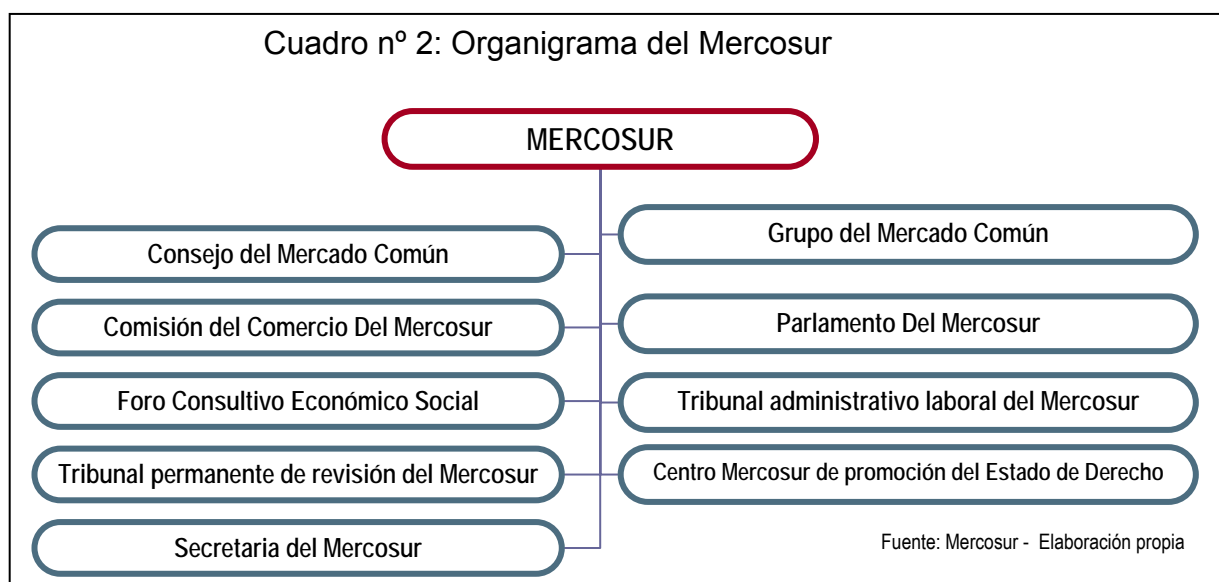 Cuadro nº 2: Organigrama del Mercosur
MERCOSUR
Consejo del Mercado Común
Grupo del Mercado Común
Comisión del Comercio Del Mercosur
Parlamento Del Mercosur
Foro Consultivo Económico Social
Tribunal administrativo laboral del Mercosur
Tribunal permanente de revisión del Mercosur
Centro Mercosur de promoción del Estado de Derecho
Secretaria del Mercosur
Fuente: Mercosur - Elaboración propia